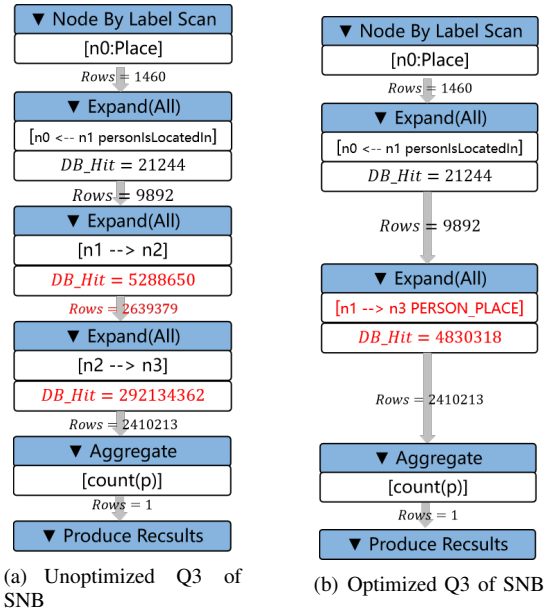 ▼ Node By Label Scan
[n0:Place]
Rows = 1460
▼ Expand(All)
[n0 <-- n1 personIsLocatedIn]
DB_Hit = 21244
Rows = 9892
▼ Expand(All)
[n1 --> n2]
DB_Hit = 5288650
Rows = 2639379
▼ Expand(All)
[n2 --> n3]
DB_Hit = 292134362
Rows = 2410213
▼ Aggregate
[count(p)]
Rows = 1
▼ Produce Recsults
(a) Unoptimized Q3 of
SNB
▼ Node By Label Scan
[n0:Place]
Rows = 1460
▼ Expand(All)
[n0 <-- n1 personIsLocatedIn]
DB_Hit = 21244
Rows = 9892
▼ Expand(All)
[n1 --> n3 PERSON_PLACE]
DB_Hit = 4830318
Rows = 2410213
▼ Aggregate
[count(p)]
Rows = 1
▼ Produce Recsults
(b) Optimized Q3 of SNB